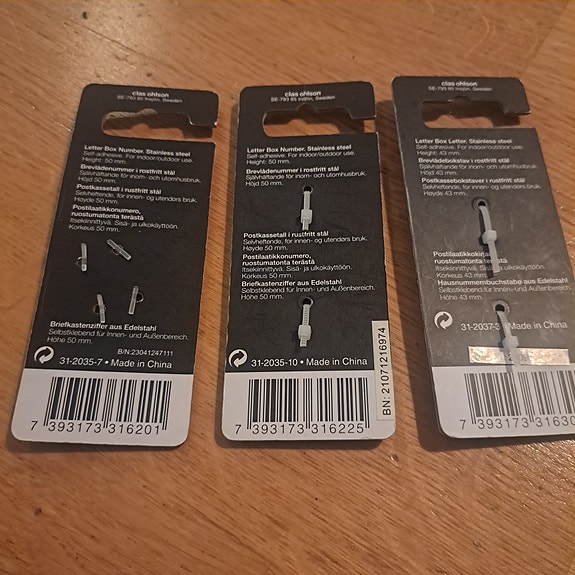 clas ohlson
SE-793 85 Insjön, Sweden
Letter Box Number. Stainless steel
Self-adhesive. For indoor/outdoor use.
Height: 50 mm.
Brevlådenummer i rostfritt stål
Självhäftande för inom- och utomhusbruk.
Höjd 50 mm.
Postkassetall i rustfritt stål
Selvheftende, for innen- og utendørs bruk.
Høyde 50 mm.
Postilaatikkonumero,
ruostumatonta terästä
Itsekiinnittyvä. Sisä- ja ulkokäyttöön.
Korkeus 50 mm.
Briefkastenziffer aus Edelstahl
Selbstklebend für Innen- und Außenbereich.
Höhe 50 mm.
B/N:23041247111
31-2035-7 • Made in China
7 393173 316201
clas ohlson
SE-793 85 Insjön, Sweden
Letter Box Number. Stainless steel
Self-adhesive. For indoor/outdoor use.
Height: 50 mm.
Brevlådenummer i rostfritt stål
Självhäftande för inom- och utomhusbruk.
Höjd 50 mm.
Postkassetall i rustfritt stål
Selvheftende, for innen- og utendørs bruk.
Høyde 50 mm.
Postilaatikkonumero,
ruostumatonta terästä
Itsekiinnittyvä. Sisä- ja ulkokäyttöön.
Korkeus 50 mm.
Briefkastenziffer aus Edelstahl
Selbstklebend für Innen- und Außenbereich.
Höhe 50 mm.
31-2035-10 • Made in China
BN: 21071216974
7 393173 316225
clas ohlson
SE-793 85 Insjön, Sweden
Letter Box Letter. Stainless steel
Self-adhesive. For indoor/outdoor use.
Height: 43 mm.
Brevlådebokstav i rostfritt stål
Självhäftande för inom- och utomhusbruk.
Höjd 43 mm.
Postkassebokstaver i rustfritt stål
Selvheftende, for innen- og utendørs bruk.
Høyde 43 mm.
Postilaatikkokirjain,
ruostumatonta terästä
Itsekiinnittyvä. Sisä- ja ulkokäyttöön.
Korkeus 43 mm.
Hausnummernbuchstabe aus Edelstahl
Selbstklebend für Innen- und Außenbereich.
Höhe 43 mm.
31-2037- Made in China
7 393173 31630